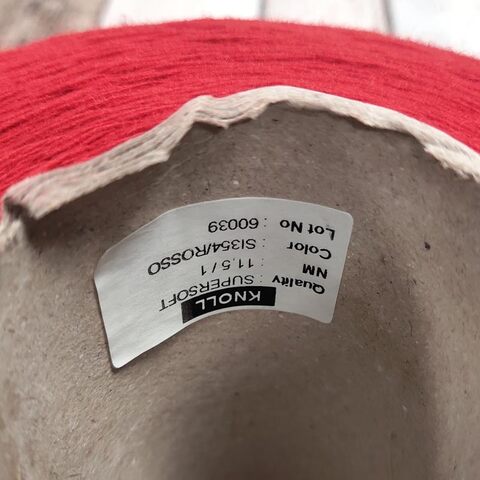 KNOLL
Quality : SUPERSOFT
NM : 11,5 / 1
Color : SI354/ROSSO
Lot No : 60039